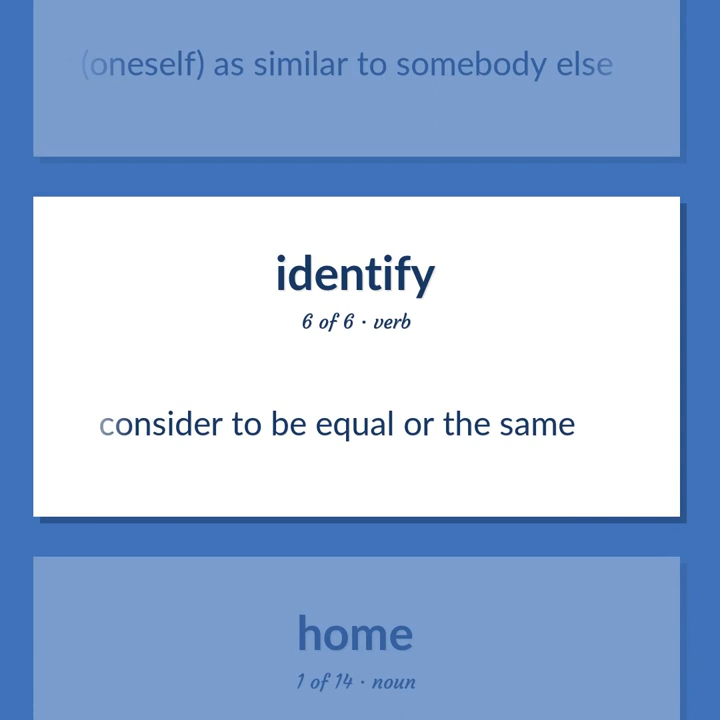 (oneself) as similar to somebody else
identify
6 of 6 · verb
consider to be equal or the same
home
1 of 14 · noun